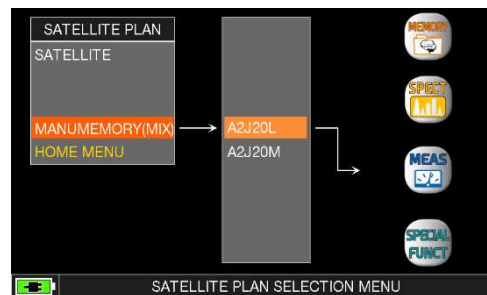 SATELLITE PLAN
SATELLITE
MANUMEMORY(MIX)
HOME MENU
A2J20L
A2J20M
MEMORY
SPECT
MEAS
SPECIAL
FUNCT
SATELLITE PLAN SELECTION MENU